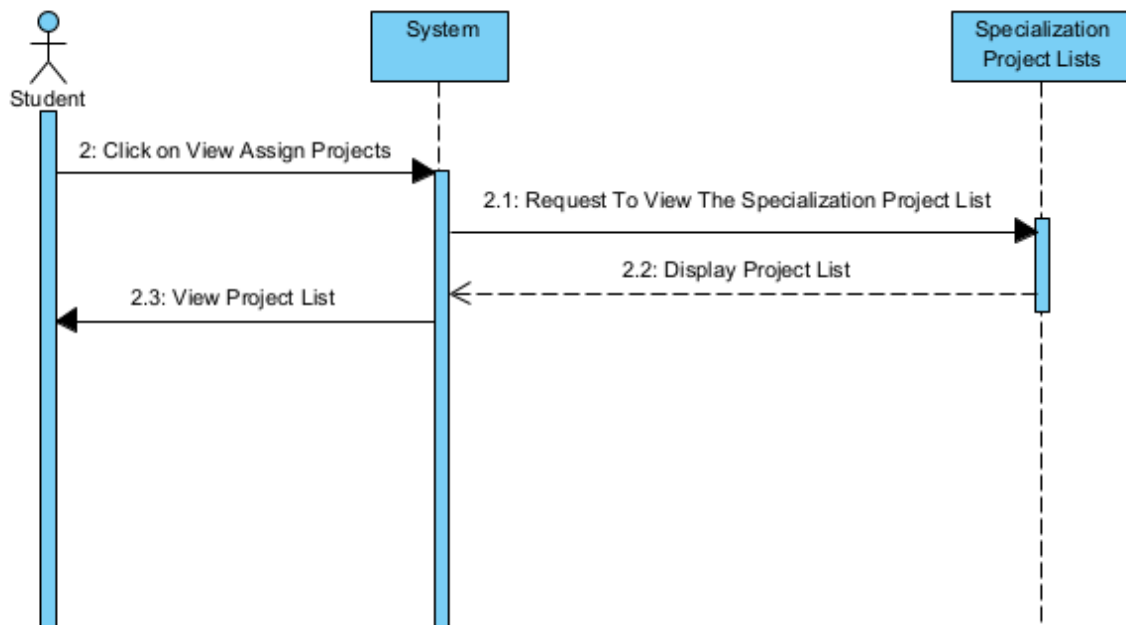 System
Specialization
Project Lists
Student
2: Click on View Assign Projects
2.1: Request To View The Specialization Project List
2.2: Display Project List
2.3: View Project List